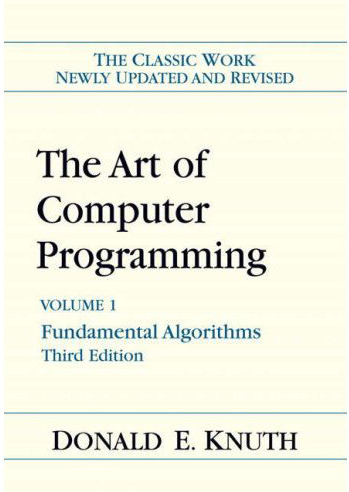 THE CLASSIC WORK
NEWLY UPDATED AND REVISED
The Art of
Computer
Programming
VOLUME 1
Fundamental Algorithms
Third Edition
DONALD E. KNUTH